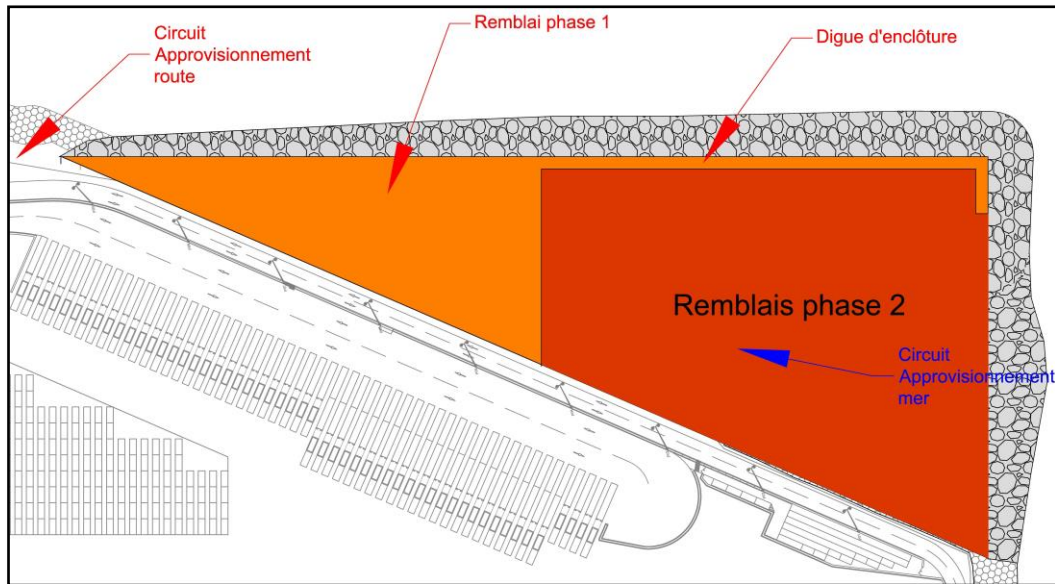 Circuit
Approvisionnement
route
Remblai phase 1
Digue d'enclôture
Remblais phase 2
Circuit
Approvisionnement
mer